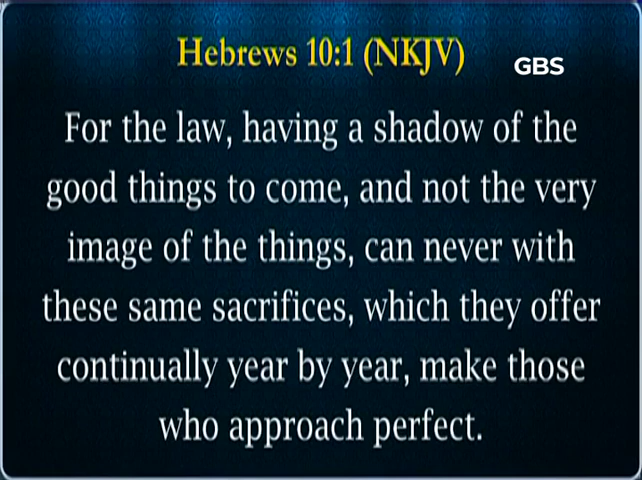 Hebrews 10:1 (NKJV)
GBS
For the law, having a shadow of the
good things to come, and not the very
image of the things, can never with
these same sacrifices, which they offer
continually year by year, make those
who approach perfect.